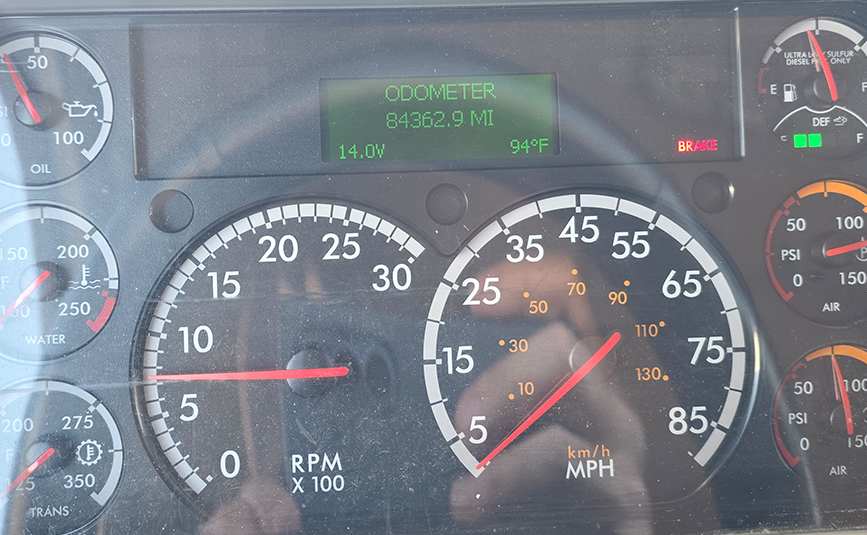 50
100
OIL
ODOMETER
84362.9 MI
14.0V
94°F
BRAKE
ULTRA LOW SULFUR
DIESEL FUEL ONLY
E
F
DEF
F
150
200
250
WATER
200
275
350
TRANS
0
5
10
15
20
25
30
RPM
X 100
5
15
25
35
45
55
65
75
85
10
30
50
70
90
110
130
km/h
MPH
50
100
PSI
0
150
AIR
50
100
PSI
0
150
AIR